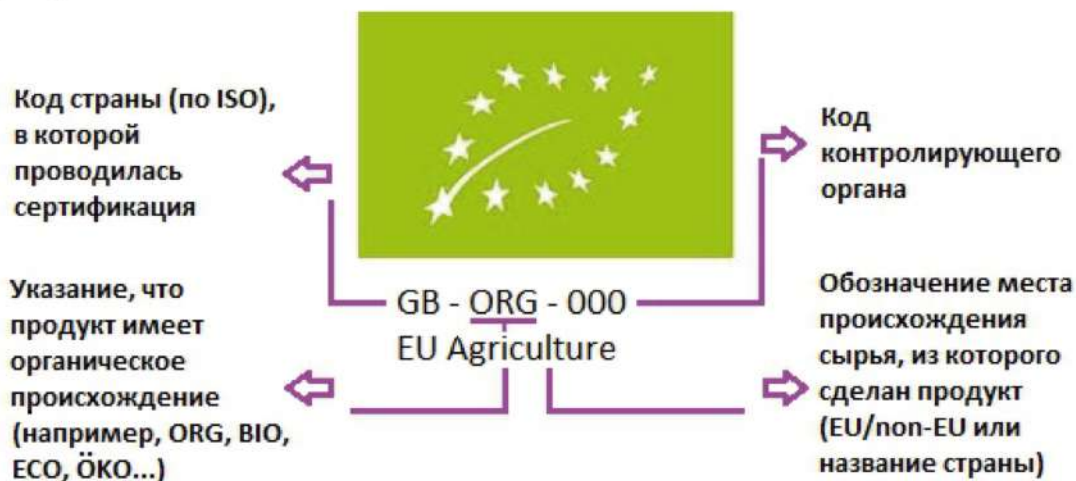 Код страны (по ISO),
в которой
проводилась
сертификация
Код
контролирующего
органа
GB - ORG - 000
EU Agriculture
Указание, что
продукт имеет
органическое
происхождение
(например, ORG, BIO,
ECO, ÖKO...)
Обозначение места
происхождения
сырья, из которого
сделан продукт
(EU/non-EU или
название страны)